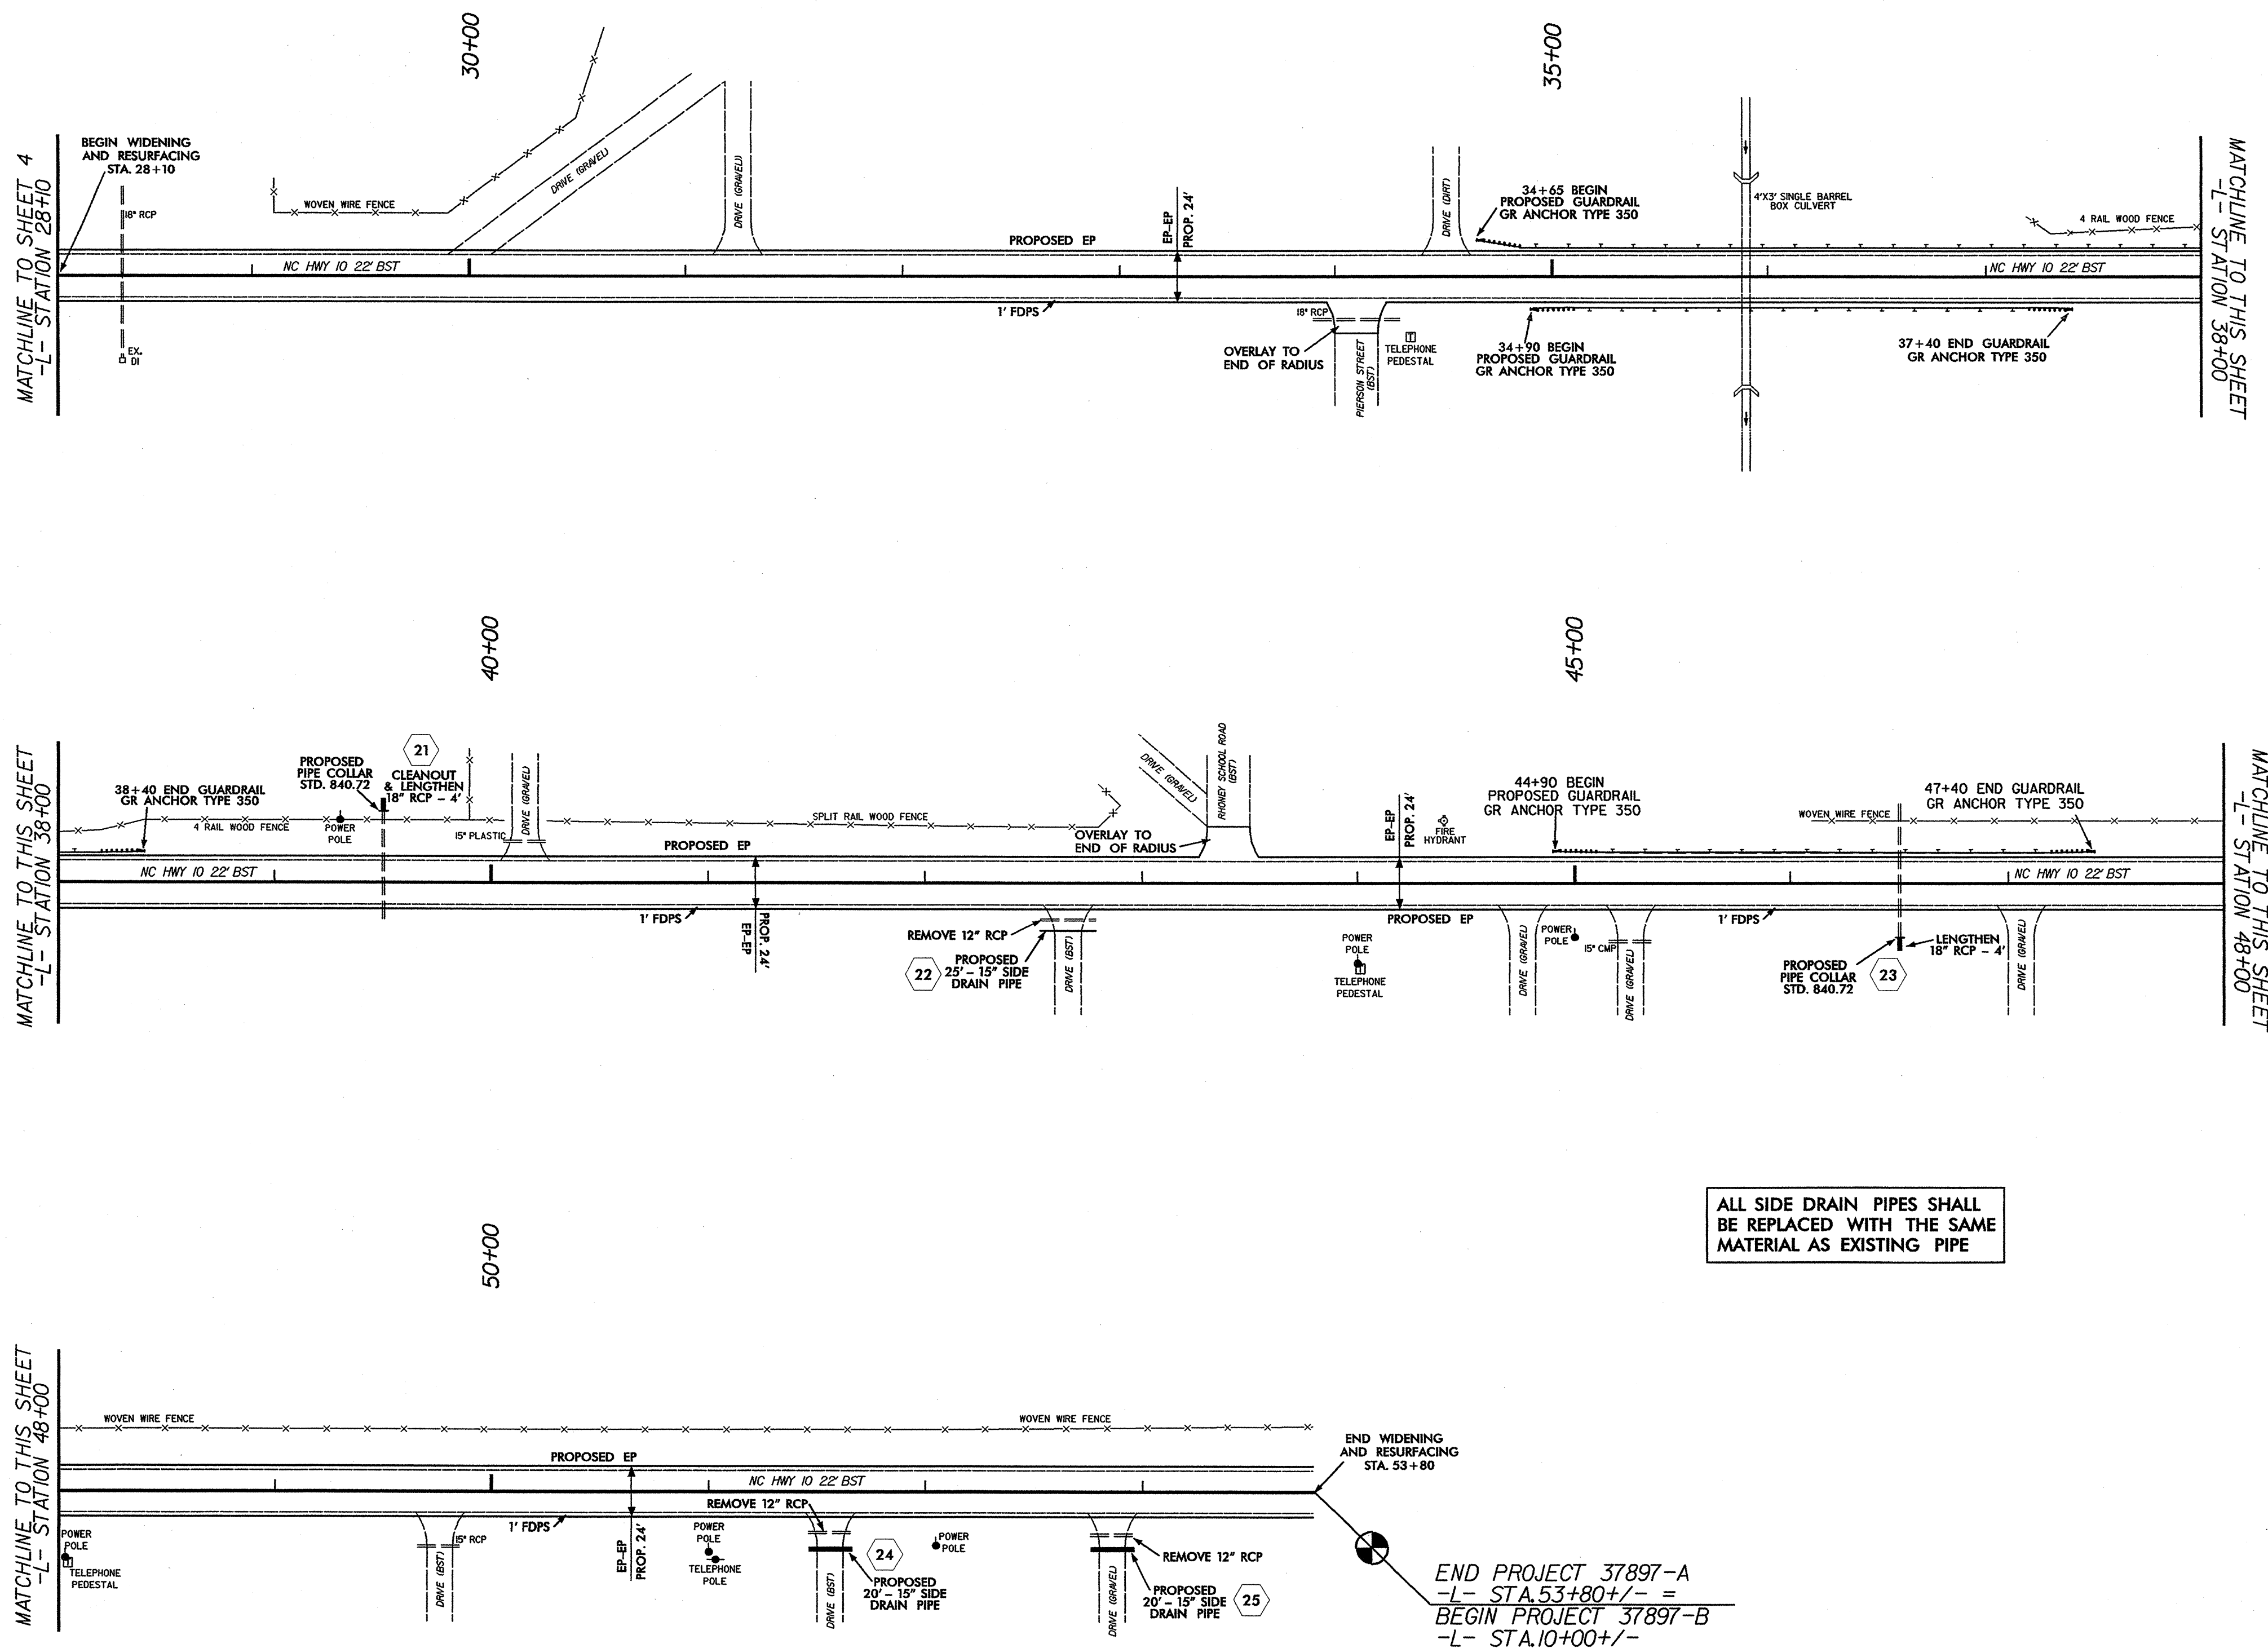 30+00
35+00
MATCHLINE TO SHEET 4
-L- STATION 28+10
BEGIN WIDENING
AND RESURFACING
STA. 28+10
18" RCP
EX.
DI
WOVEN WIRE FENCE
DRIVE (GRAVEL)
DRIVE (GRAVEL)
NC HWY 10 22' BST
PROPOSED EP
EP-EP
PROP. 24'
1' FDPS
DRIVE (DIRT)
34+65 BEGIN
PROPOSED GUARDRAIL
GR ANCHOR TYPE 350
4'X3' SINGLE BARREL
BOX CULVERT
4 RAIL WOOD FENCE
NC HWY 10 22' BST
18" RCP
OVERLAY TO
END OF RADIUS
PIERSON STREET
(BST)
TELEPHONE
PEDESTAL
34+90 BEGIN
PROPOSED GUARDRAIL
GR ANCHOR TYPE 350
37+40 END GUARDRAIL
GR ANCHOR TYPE 350
MATCHLINE TO THIS SHEET
-L- STATION 38+00
40+00
45+00
MATCHLINE TO THIS SHEET
-L- STATION 38+00
38+40 END GUARDRAIL
GR ANCHOR TYPE 350
4 RAIL WOOD FENCE
PROPOSED
PIPE COLLAR
STD. 840.72
21
CLEANOUT
& LENGTHEN
18" RCP - 4'
POWER
POLE
15" PLASTIC
DRIVE (GRAVEL)
NC HWY 10 22' BST
PROPOSED EP
SPLIT RAIL WOOD FENCE
1' FDPS
PROP. 24'
EP-EP
REMOVE 12" RCP
22
PROPOSED
25' - 15" SIDE
DRAIN PIPE
DRIVE (BST)
OVERLAY TO
END OF RADIUS
DRIVE (GRAVEL)
RHONEY SCHOOL ROAD
(BST)
EP-EP
PROP. 24'
FIRE
HYDRANT
PROPOSED EP
POWER
POLE
TELEPHONE
PEDESTAL
44+90 BEGIN
PROPOSED GUARDRAIL
GR ANCHOR TYPE 350
DRIVE (GRAVEL)
POWER
POLE
15" CMP
DRIVE (GRAVEL)
1' FDPS
WOVEN WIRE FENCE
47+40 END GUARDRAIL
GR ANCHOR TYPE 350
NC HWY 10 22' BST
LENGTHEN
18" RCP - 4'
PROPOSED
PIPE COLLAR
STD. 840.72
23
DRIVE (GRAVEL)
MATCHLINE TO THIS SHEET
-L- STATION 48+00
ALL SIDE DRAIN PIPES SHALL
BE REPLACED WITH THE SAME
MATERIAL AS EXISTING PIPE
50+00
MATCHLINE TO THIS SHEET
-L- STATION 48+00
WOVEN WIRE FENCE
WOVEN WIRE FENCE
PROPOSED EP
NC HWY 10 22' BST
END WIDENING
AND RESURFACING
STA. 53+80
POWER
POLE
TELEPHONE
PEDESTAL
15" RCP
DRIVE (BST)
1' FDPS
EP-EP
PROP. 24'
REMOVE 12" RCP
POWER
POLE
TELEPHONE
POLE
DRIVE (BST)
24
PROPOSED
20' - 15" SIDE
DRAIN PIPE
POWER
POLE
DRIVE (GRAVEL)
REMOVE 12" RCP
PROPOSED
20' - 15" SIDE
DRAIN PIPE
25
END PROJECT 37897-A
-L- STA.53+80+/- =
BEGIN PROJECT 37897-B
-L- STA.10+00+/-